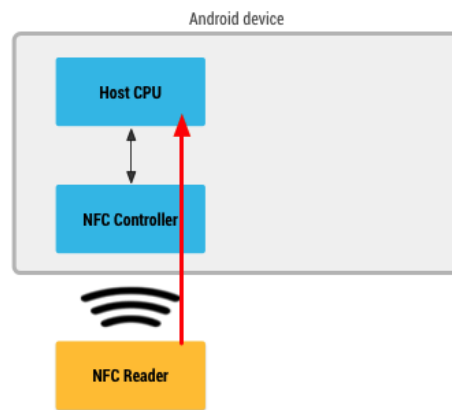 Android device
Host CPU
NFC Controller
NFC Reader